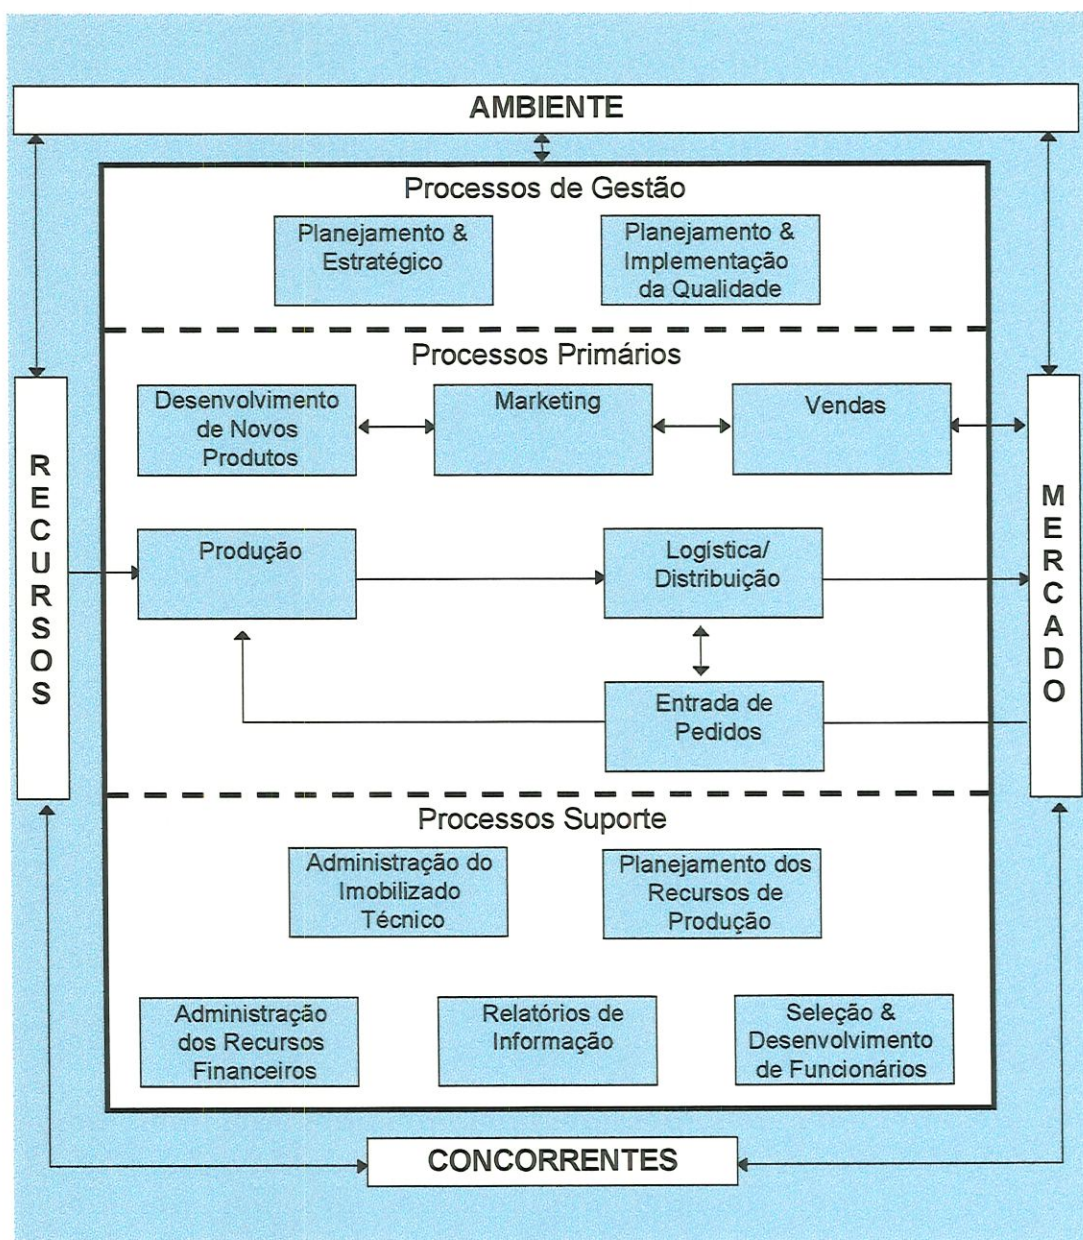 AMBIENTE
Processos de Gestão
Planejamento &
Estratégico
Planejamento &
Implementação
da Qualidade
Processos Primários
Desenvolvimento
de Novos
Produtos
Marketing
Vendas
RECURSOS
MERCADO
Produção
Logística/
Distribuição
Entrada de
Pedidos
Processos Suporte
Administração do
Imobilizado
Técnico
Planejamento dos
Recursos de
Produção
Administração
dos Recursos
Financeiros
Relatórios de
Informação
Seleção &
Desenvolvimento
de Funcionários
CONCORRENTES